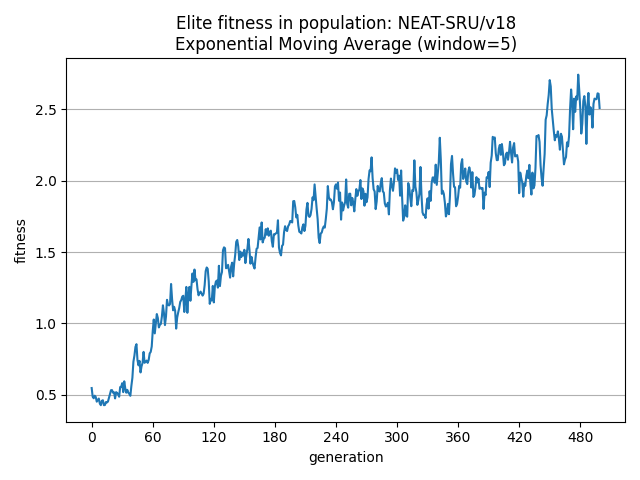 Elite fitness in population: NEAT-SRU/v18
Exponential Moving Average (window=5)
fitness
2.5
2.0
1.5
1.0
0.5
0 60 120 180 240 300 360 420 480
generation